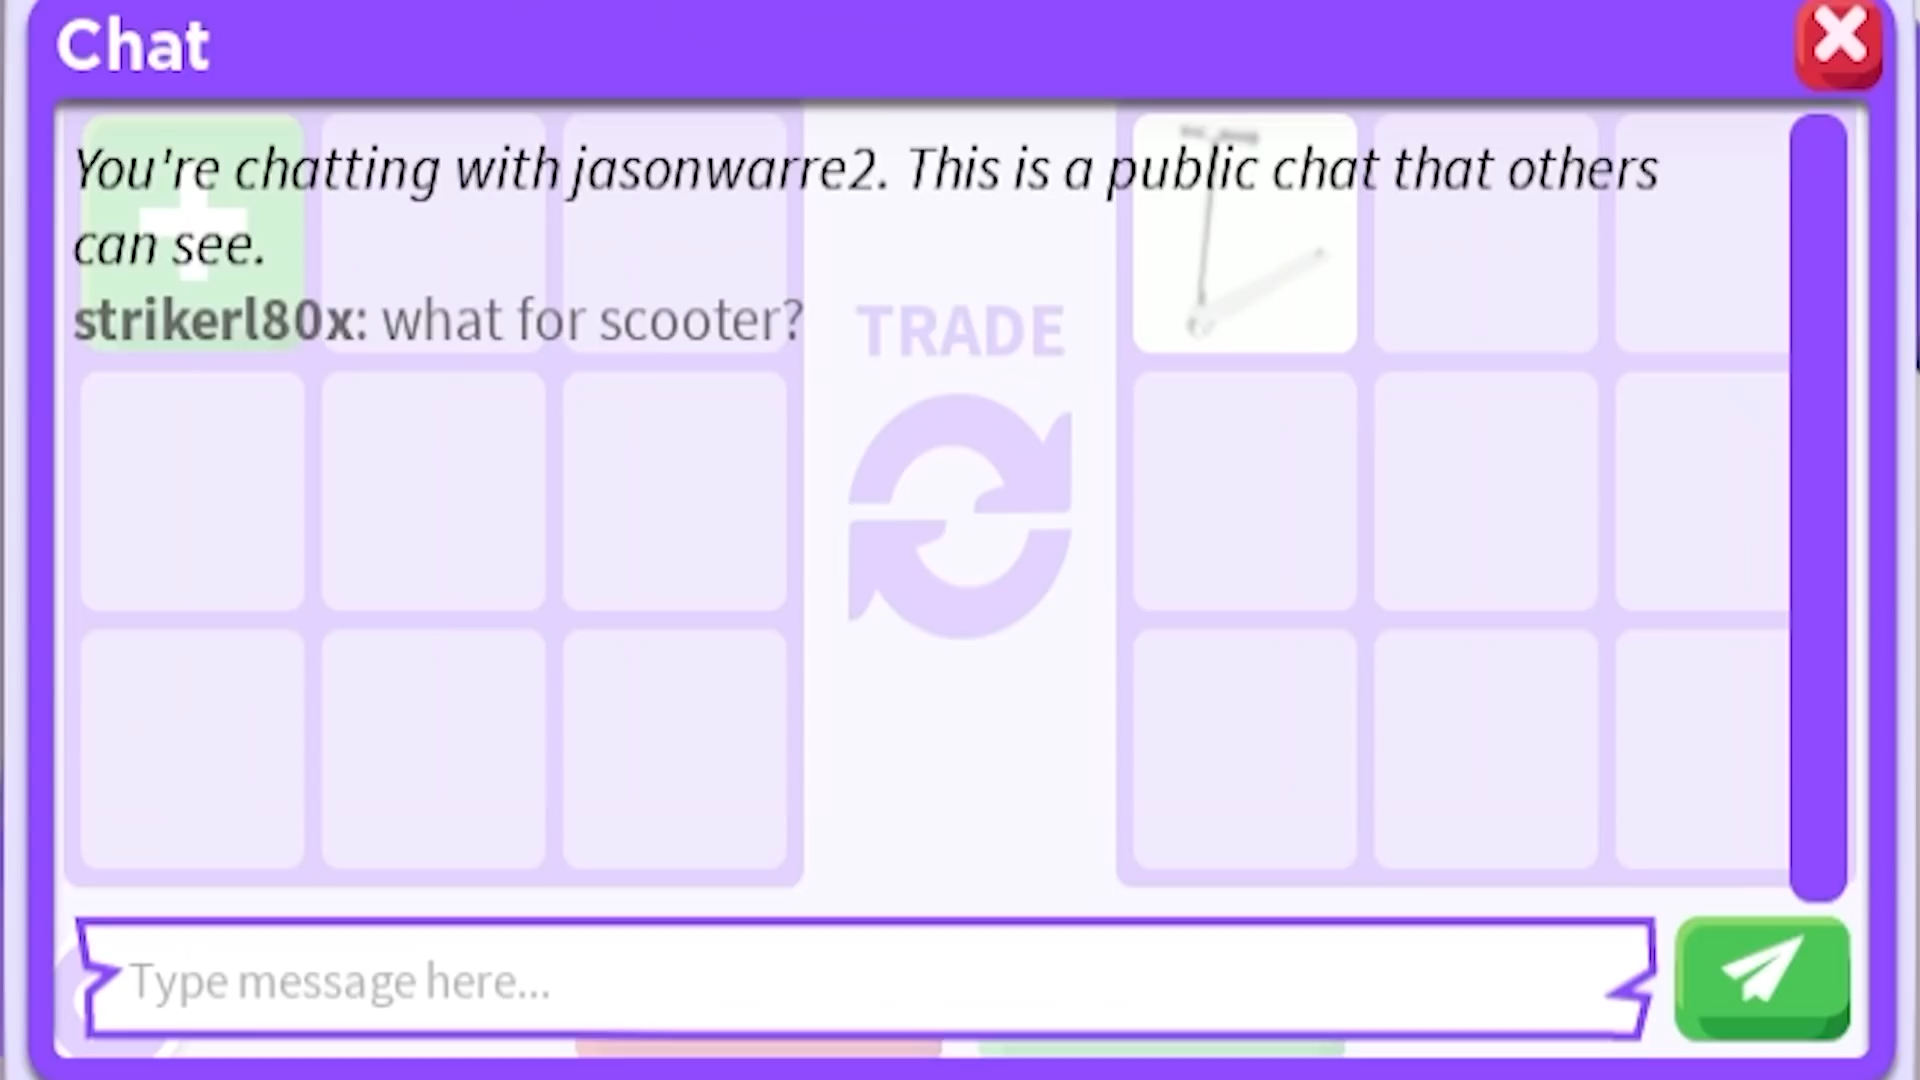 Chat
You're chatting with jasonwarre2. This is a public chat that others
can see.
strikerl80x: what for scooter?
TRADE
Type message here...